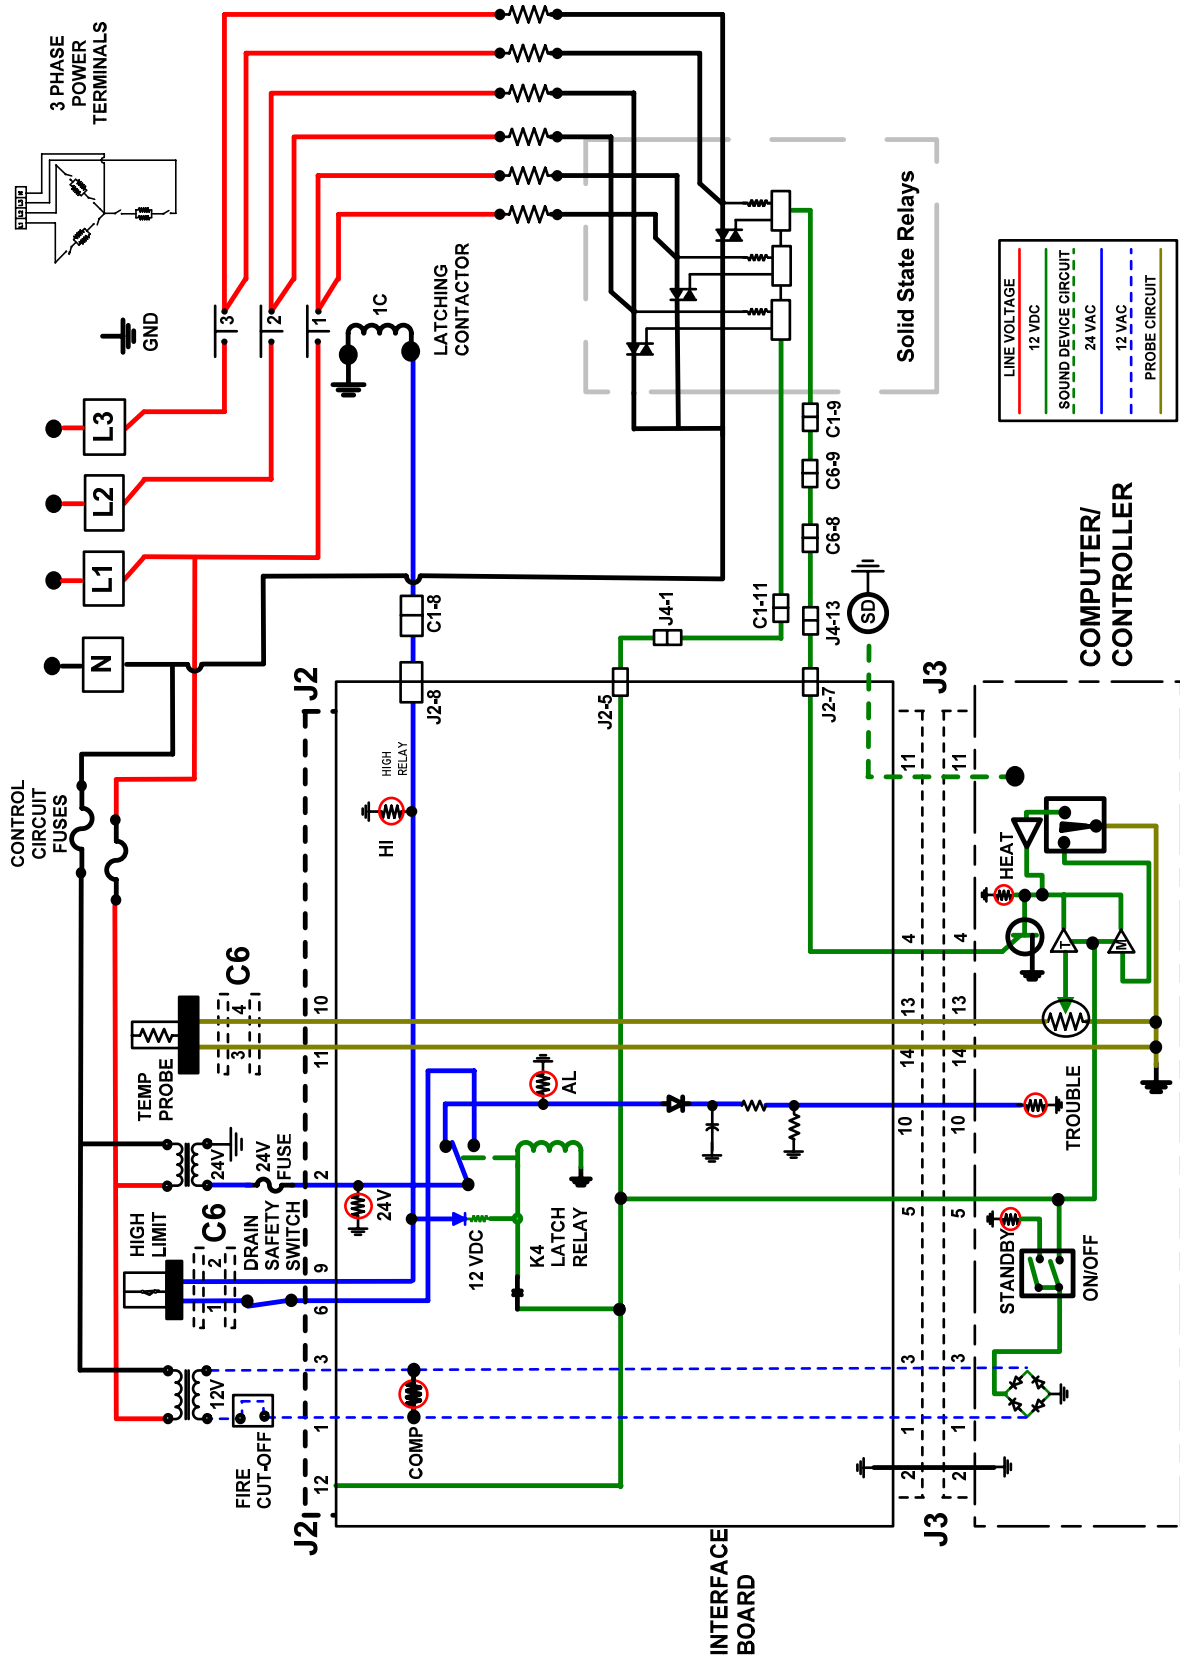 3 PHASE
POWER
TERMINALS
GND
L3
L2
L1
N
3
2
1
1C
LATCHING
CONTACTOR
Solid State Relays
LINE VOLTAGE
12 VDC
SOUND DEVICE CIRCUIT
24 VAC
12 VAC
PROBE CIRCUIT
CONTROL
CIRCUIT
FUSES
C1-8
J2-8
J2
HIGH
RELAY
HI
J4-1
J2-5
C1-11
C1-9
C6-9
C6-8
J4-13
J2-7
SD
J3
COMPUTER/
CONTROLLER
11
11
HEAT
4
4
T
M
TEMP
PROBE
C6
4
3
10
11
13
13
14
14
AL
10
10
TROUBLE
24V
24V
FUSE
2
24V
HIGH
LIMIT
C6
2
1
DRAIN
SAFETY
SWITCH
9
6
12 VDC
K4
LATCH
RELAY
5
5
STANDBY
ON/OFF
12V
3
1
3
3
1
1
FIRE
CUT-OFF
COMP
12
2
2
J2
J3
INTERFACE
BOARD